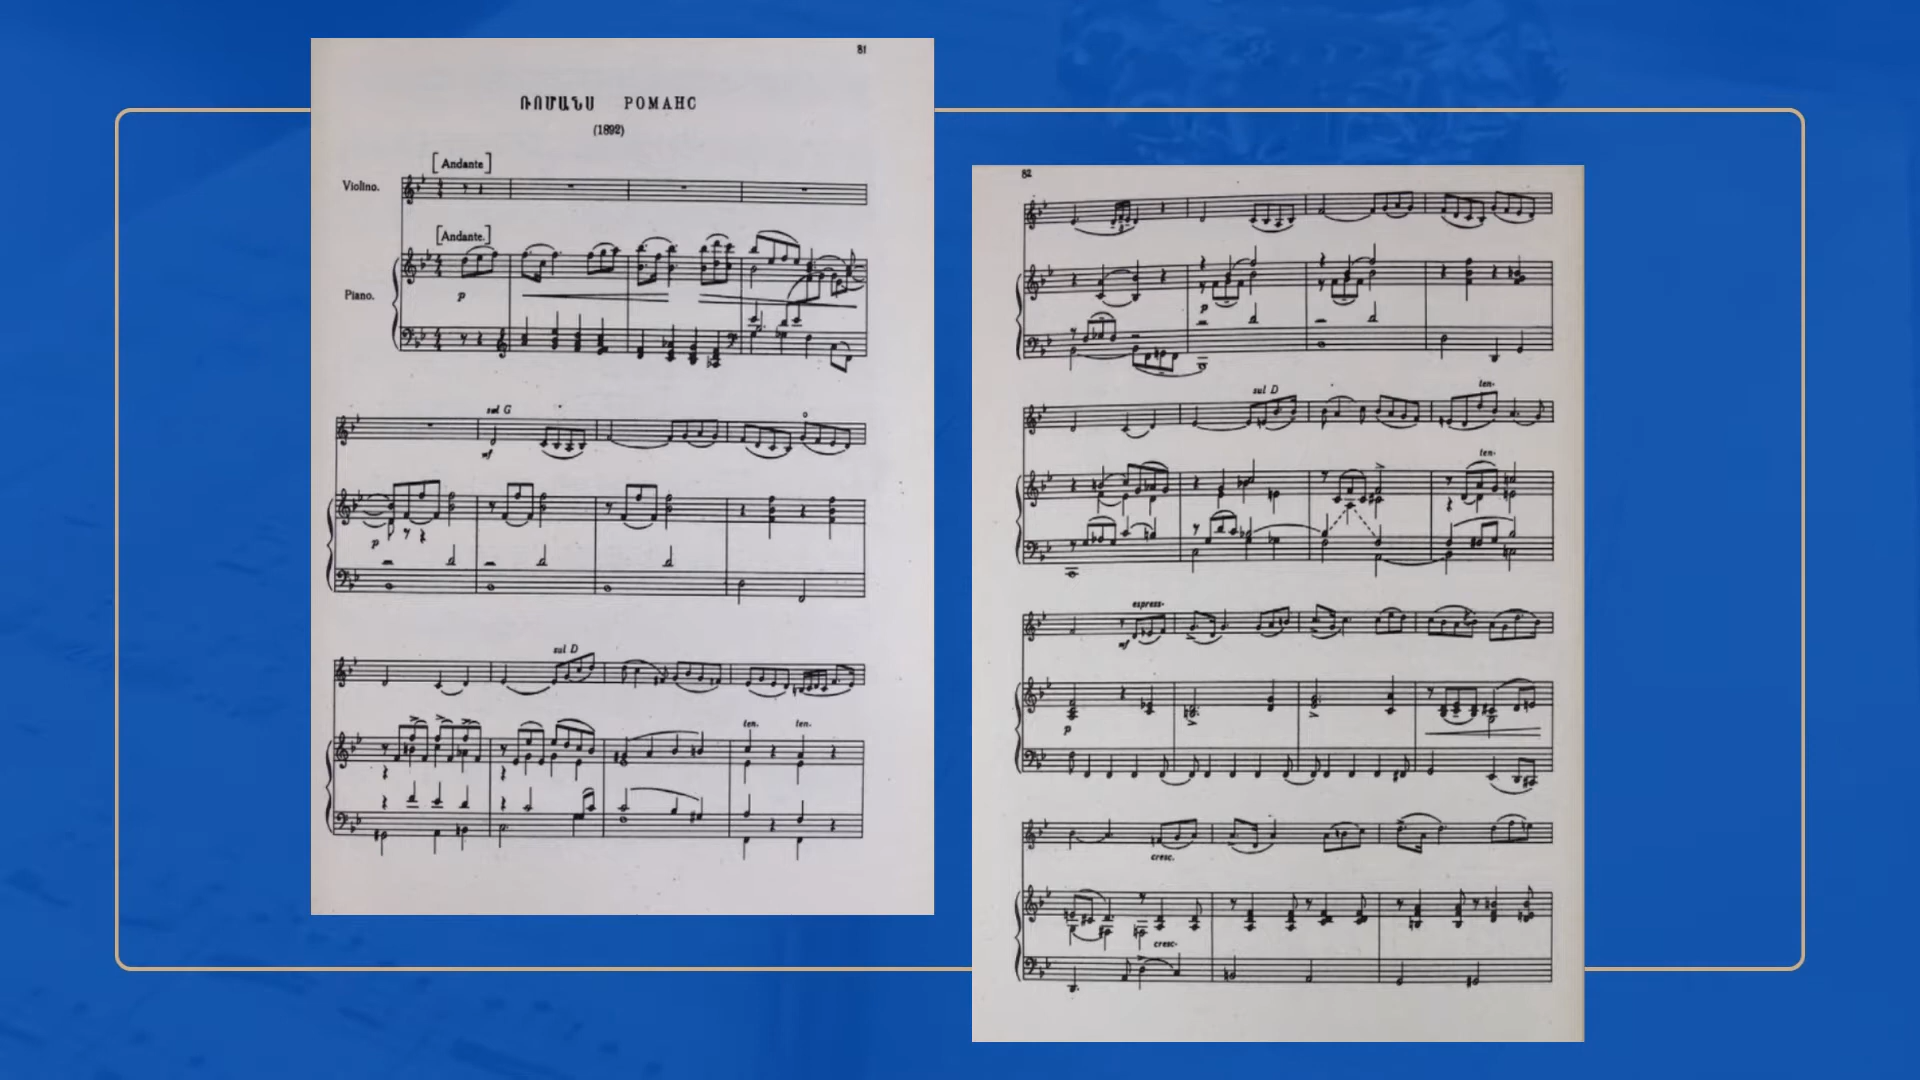 81
ՌՈՄԱՆՍ РОМАНС
(1892)
[Andante]
Violino.
[Andante.]
Piano.
p
sul G
mf
p
sul D
ten. ten.
82
p
sul D
ten.
ten.
espress.
mf
p
cresc.
cresc.